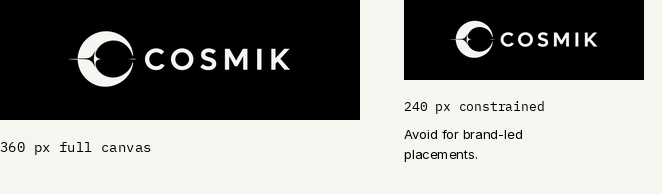 COSMIK
360 px full canvas
COSMIK
240 px constrained
Avoid for brand-led
placements.